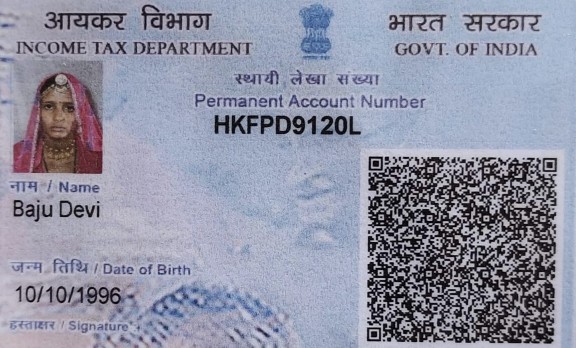 आयकर विभाग
INCOME TAX DEPARTMENT
भारत सरकार
GOVT. OF INDIA
स्थायी लेखा संख्या
Permanent Account Number
HKFPD9120L
नाम / Name
Baju Devi
जन्म तिथि / Date of Birth
10/10/1996
हस्ताक्षर / Signature